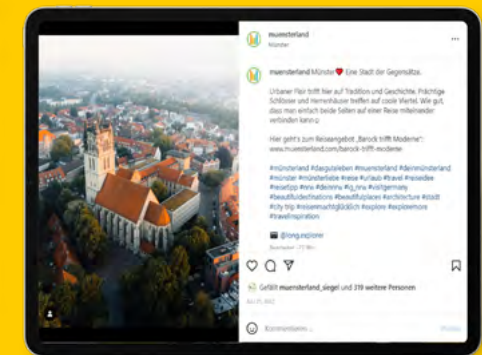 muensterland
Münster
muensterland Münster❤️ Eine Stadt der Gegensätze.
Urbaner Flair trifft hier auf Tradition und Geschichte. Prächtige
Schlösser und Herrenhäuser treffen auf coole Viertel. Wie gut,
dass man einfach beide Seiten auf einer Reise miteinander
verbinden kann
Hier geht's zum Reiseangebot „Barock trifft Moderne":
www.muensterland.com/barock-trifft-moderne
#münsterland #dasguteleben #muensterland #deinmünsterland
#münster #münsterliebe #reise #urlaub #travel #reiseidee
#reisetipp #nrw #deinnrw #ig_nrw #visitgermany
#beautifuldestinations #beautifulplaces #architecture #stadt
#city trip #reisenmachtglücklich #explore #exploremore
#travelinspiration
@long.explorer
Gefällt muensterland_siegel und 319 weitere Personen
Kommentieren ...